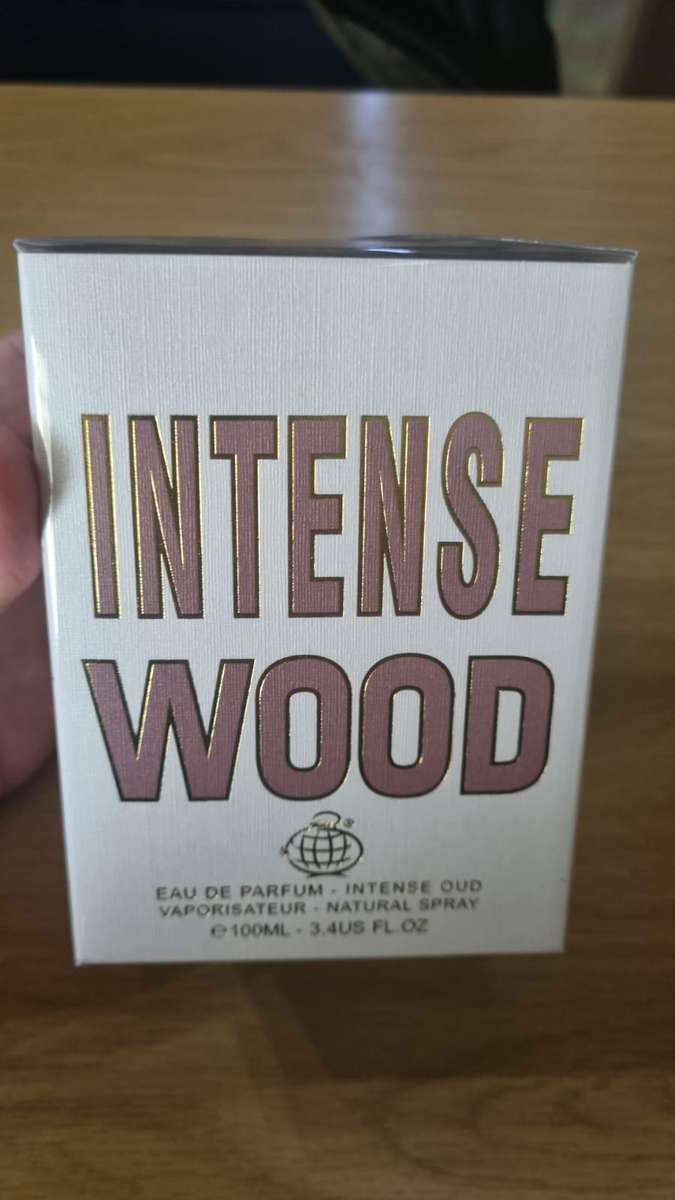 INTENSE
WOOD
EAU DE PARFUM - INTENSE OUD
VAPORISATEUR - NATURAL SPRAY
℮100ML - 3.4US FL.OZ